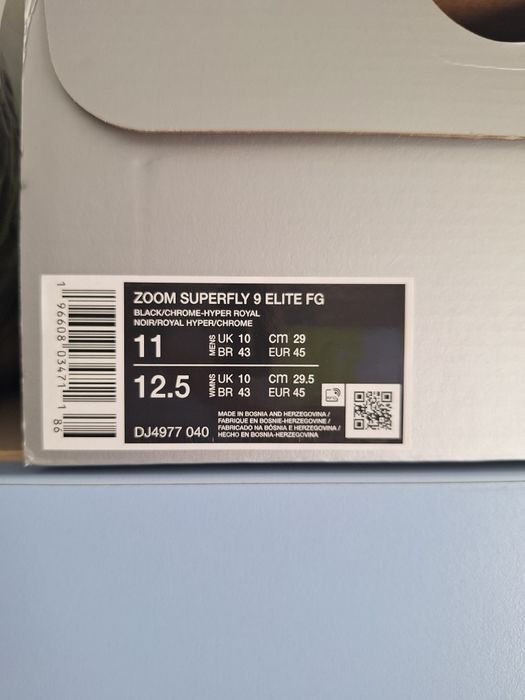 1 96608 03471 1 86
ZOOM SUPERFLY 9 ELITE FG
BLACK/CHROME-HYPER ROYAL
NOIR/ROYAL HYPER/CHROME
11 MENS UK 10 cm 29
BR 43 EUR 45
12.5 WMNS UK 10 cm 29.5
BR 43 EUR 45
DJ4977 040
MADE IN BOSNIA AND HERZEGOVINA/
FABRIQUE EN BOSNIE-HERZEGOVINE/
FABRICADO NA BÓSNIA E HERZEGOVINA/
HECHO EN BOSNIA-HERZEGOVINA